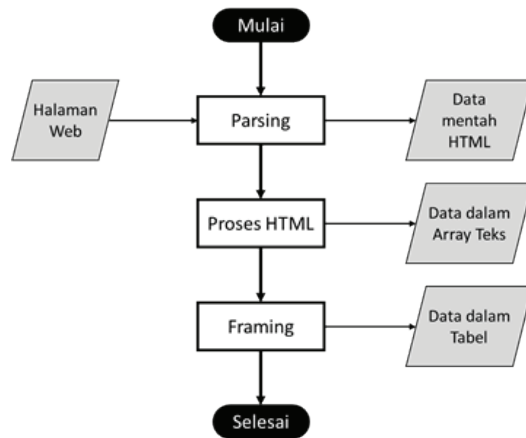 Mulai
Halaman
Web
Parsing
Data
mentah
HTML
Proses HTML
Data dalam
Array Teks
Framing
Data dalam
Tabel
Selesai